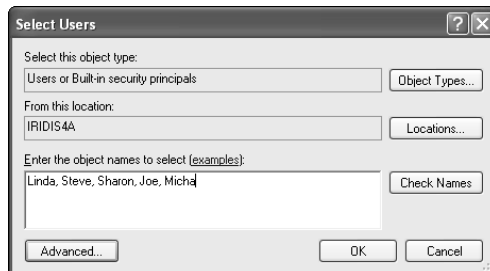 Select Users
Select this object type:
Users or Built-in security principals
Object Types...
From this location:
IRIDIS4A
Locations...
Enter the object names to select (examples):
Linda, Steve, Sharon, Joe, Micha
Check Names
Advanced...
OK
Cancel